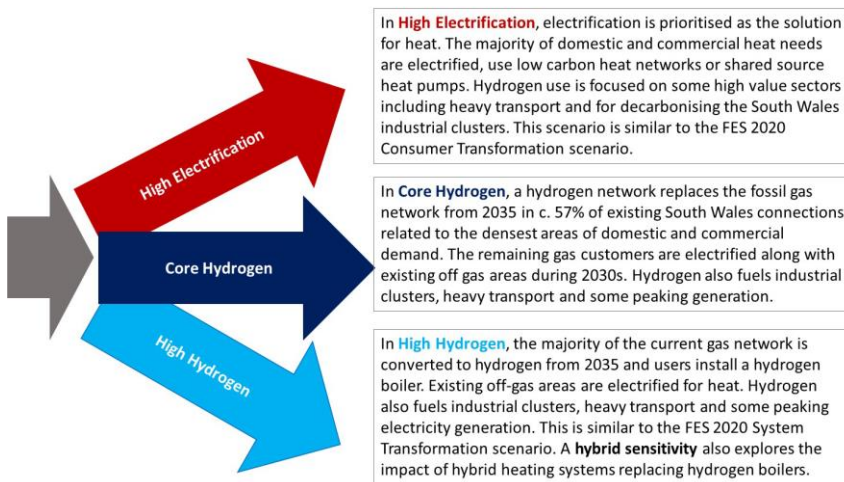 In High Electrification, electrification is prioritised as the solution
for heat. The majority of domestic and commercial heat needs
are electrified, use low carbon heat networks or shared source
heat pumps. Hydrogen use is focused on some high value sectors
including heavy transport and for decarbonising the South Wales
industrial clusters. This scenario is similar to the FES 2020
Consumer Transformation scenario.
High Electrification
In Core Hydrogen, a hydrogen network replaces the fossil gas
network from 2035 in c. 57% of existing South Wales connections
related to the densest areas of domestic and commercial
demand. The remaining gas customers are electrified along with
existing off gas areas during 2030s. Hydrogen also fuels industrial
clusters, heavy transport and some peaking generation.
Core Hydrogen
In High Hydrogen, the majority of the current gas network is
converted to hydrogen from 2035 and users install a hydrogen
boiler. Existing off-gas areas are electrified for heat. Hydrogen
also fuels industrial clusters, heavy transport and some peaking
electricity generation. This is similar to the FES 2020 System
Transformation scenario. A hybrid sensitivity also explores the
impact of hybrid heating systems replacing hydrogen boilers.
High Hydrogen